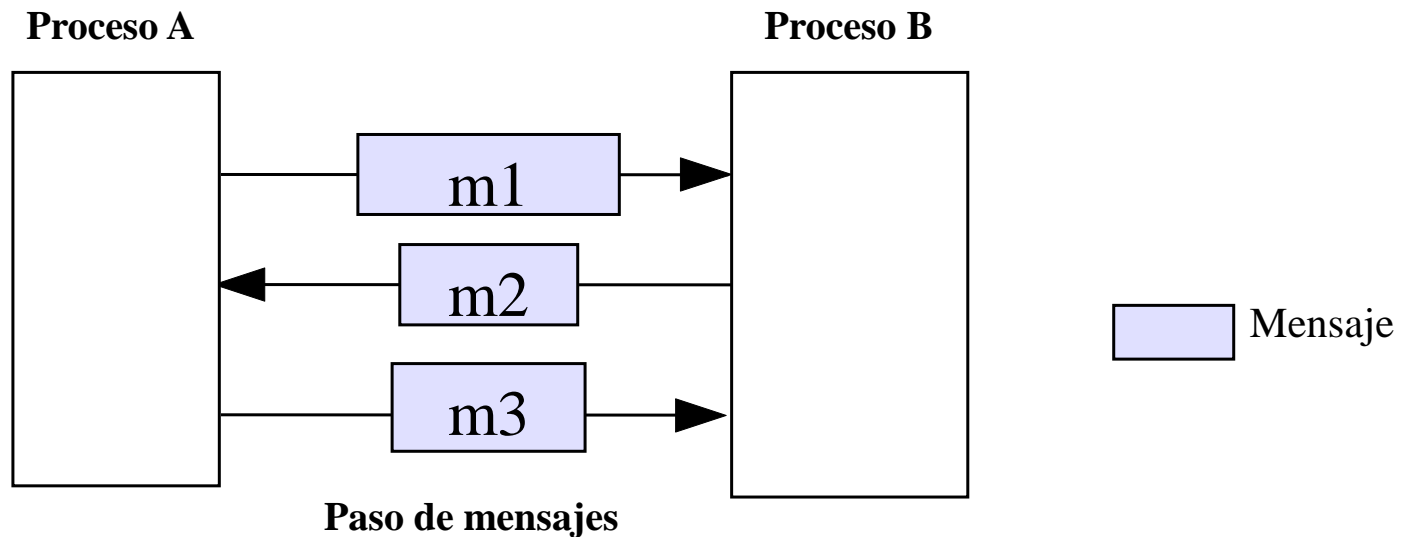 Proceso A
Proceso B
m1
m2
m3
Mensaje
Paso de mensajes